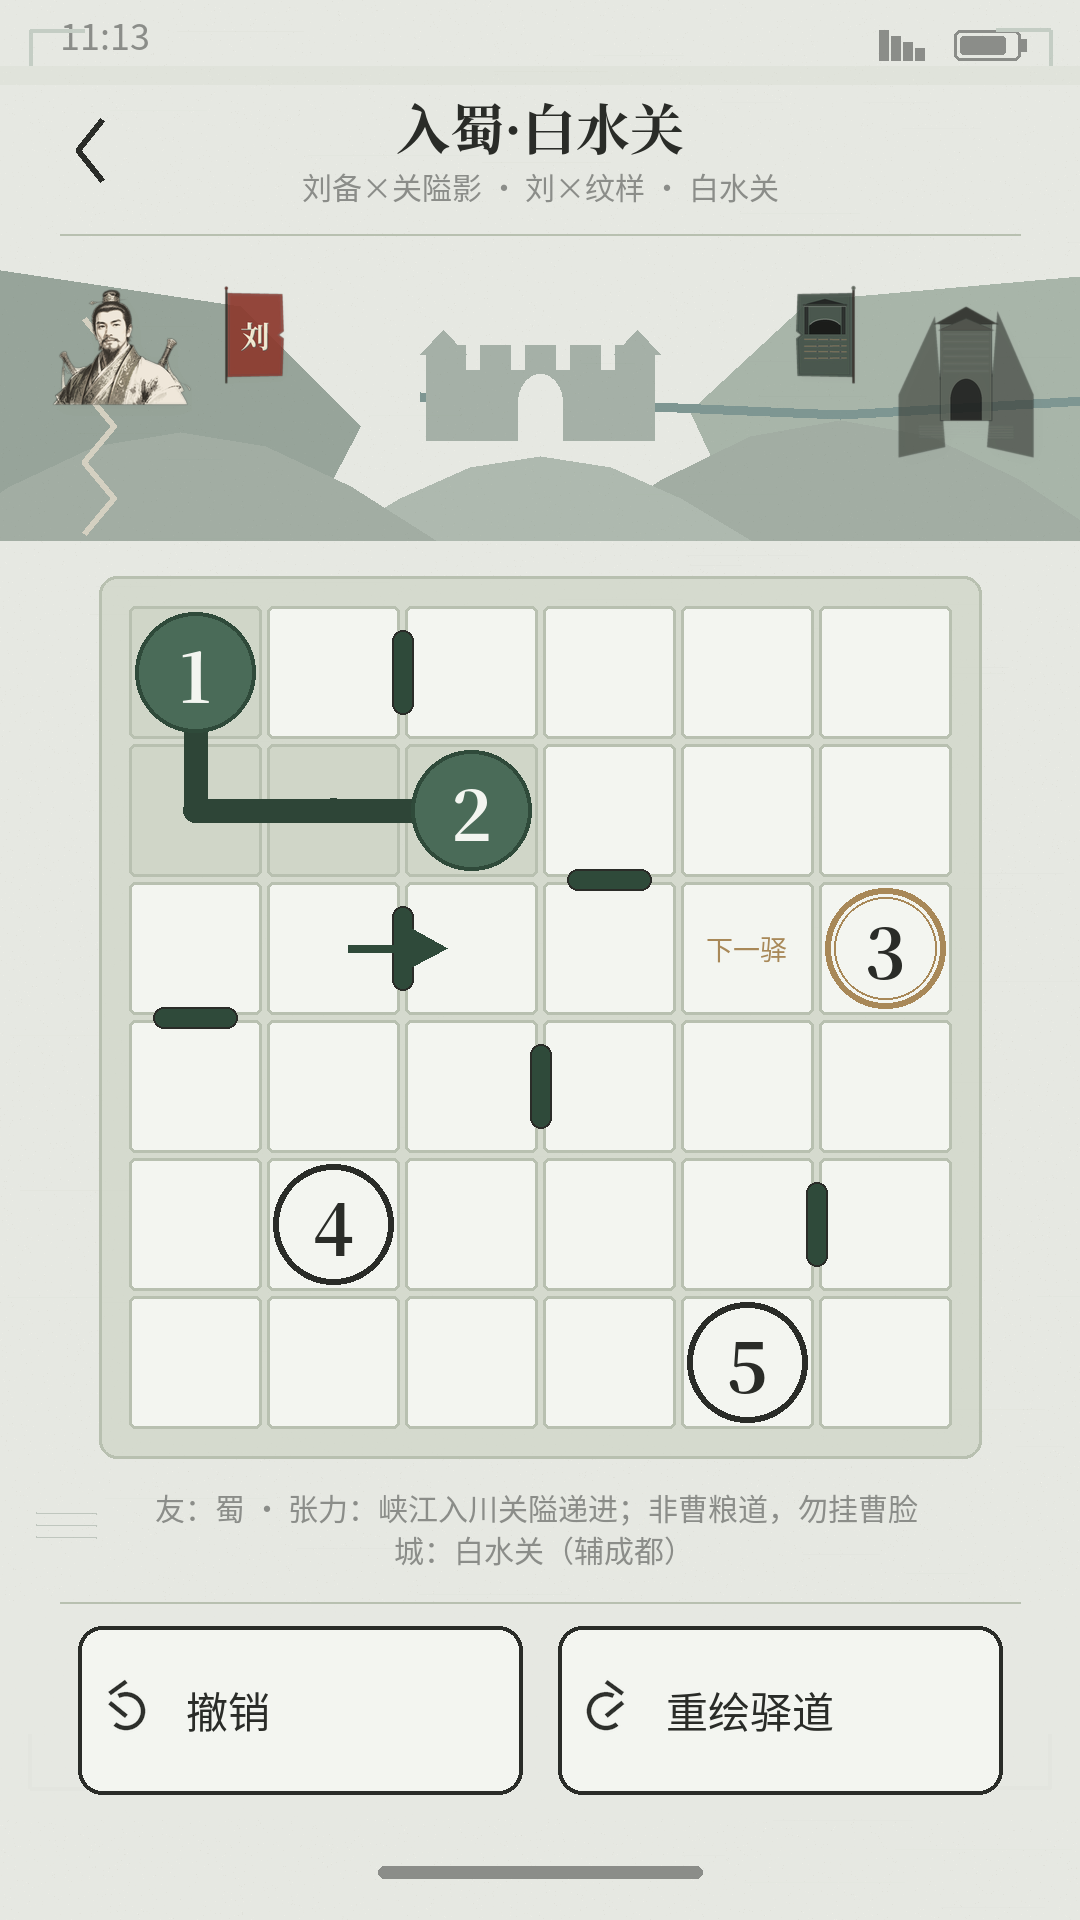 11:13
入蜀·白水关
刘备×关隘影 · 刘×纹样 · 白水关
刘
1
2
下一驿
3
4
5
友：蜀 · 张力：峡江入川关隘递进；非曹粮道，勿挂曹脸
城：白水关（辅成都）
撤销
重绘驿道